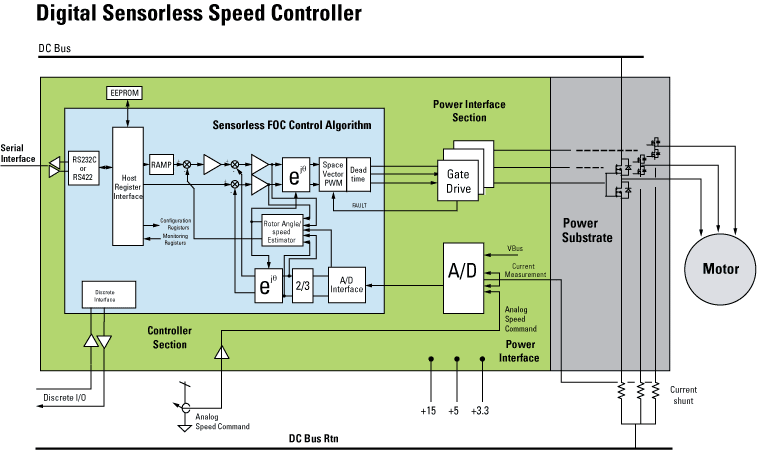 Digital Sensorless Speed Controller
DC Bus
EEPROM
Sensorless FOC Control Algorithm
Power Interface
Section
Serial
Interface
RS232C
or
RS422
Host
Register
Interface
RAMP
e^jθ
Space
Vector
PWM
Dead
time
Gate
Drive
FAULT
Configuration
Registers
Monitoring
Registers
Rotor Angle/
speed
Estimator
Power
Substrate
Motor
VBus
A/D
Current
Measurement
e^jθ
2/3
A/D
Interface
Discrete
Interface
Analog
Speed
Command
Controller
Section
Power
Interface
Discrete I/O
Analog
Speed Command
+15
+5
+3.3
Current
shunt
DC Bus Rtn